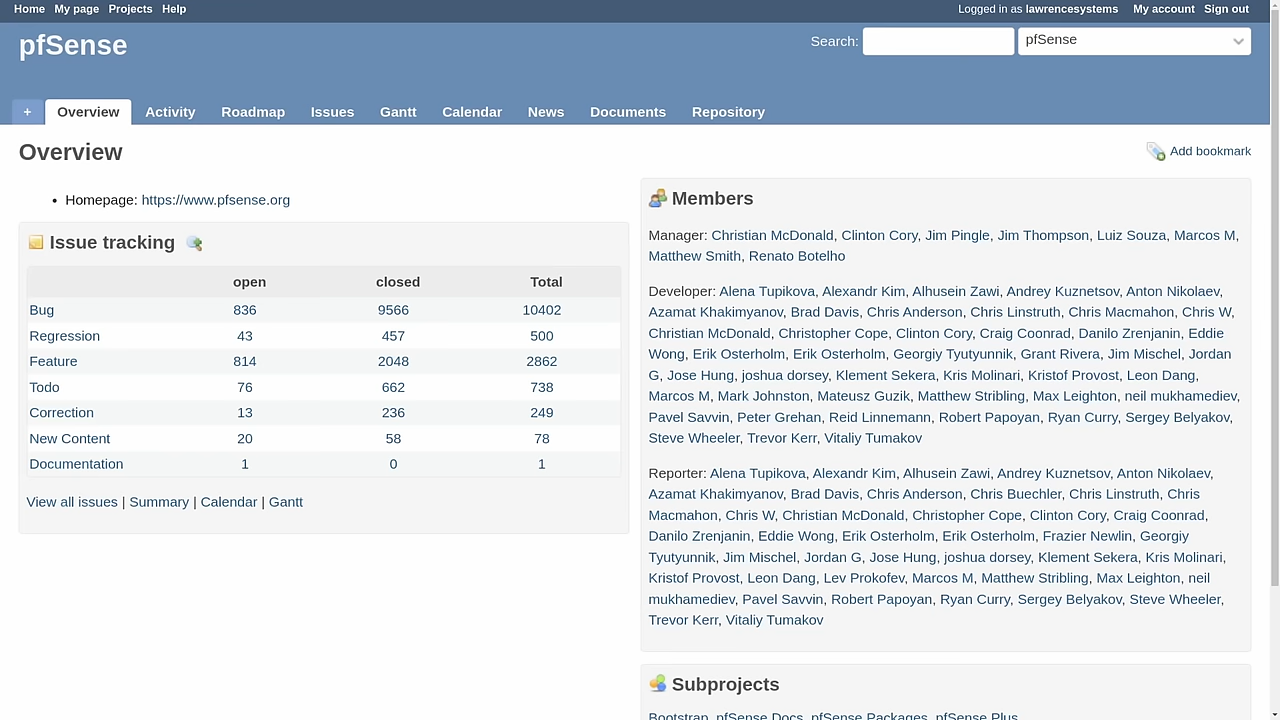 Home My page Projects Help
Logged in as lawrencesystems My account Sign out
pfSense
Search: pfSense
+ Overview Activity Roadmap Issues Gantt Calendar News Documents Repository
Overview
Add bookmark
Homepage: https://www.pfsense.org
Issue tracking
open closed Total
Bug 836 9566 10402
Regression 43 457 500
Feature 814 2048 2862
Todo 76 662 738
Correction 13 236 249
New Content 20 58 78
Documentation 1 0 1
View all issues | Summary | Calendar | Gantt
Members
Manager: Christian McDonald, Clinton Cory, Jim Pingle, Jim Thompson, Luiz Souza, Marcos M,
Matthew Smith, Renato Botelho
Developer: Alena Tupikova, Alexandr Kim, Alhusein Zawi, Andrey Kuznetsov, Anton Nikolaev,
Azamat Khakimyanov, Brad Davis, Chris Anderson, Chris Linstruth, Chris Macmahon, Chris W,
Christian McDonald, Christopher Cope, Clinton Cory, Craig Coonrad, Danilo Zrenjanin, Eddie
Wong, Erik Osterholm, Erik Osterholm, Georgiy Tyutyunnik, Grant Rivera, Jim Mischel, Jordan
G, Jose Hung, joshua dorsey, Klement Sekera, Kris Molinari, Kristof Provost, Leon Dang,
Marcos M, Mark Johnston, Mateusz Guzik, Matthew Stribling, Max Leighton, neil mukhamediev,
Pavel Savvin, Peter Grehan, Reid Linnemann, Robert Papoyan, Ryan Curry, Sergey Belyakov,
Steve Wheeler, Trevor Kerr, Vitaliy Tumakov
Reporter: Alena Tupikova, Alexandr Kim, Alhusein Zawi, Andrey Kuznetsov, Anton Nikolaev,
Azamat Khakimyanov, Brad Davis, Chris Anderson, Chris Buechler, Chris Linstruth, Chris
Macmahon, Chris W, Christian McDonald, Christopher Cope, Clinton Cory, Craig Coonrad,
Danilo Zrenjanin, Eddie Wong, Erik Osterholm, Erik Osterholm, Frazier Newlin, Georgiy
Tyutyunnik, Jim Mischel, Jordan G, Jose Hung, joshua dorsey, Klement Sekera, Kris Molinari,
Kristof Provost, Leon Dang, Lev Prokofev, Marcos M, Matthew Stribling, Max Leighton, neil
mukhamediev, Pavel Savvin, Robert Papoyan, Ryan Curry, Sergey Belyakov, Steve Wheeler,
Trevor Kerr, Vitaliy Tumakov
Subprojects
Bootstrap, pfSense Docs, pfSense Packages, pfSense Plus